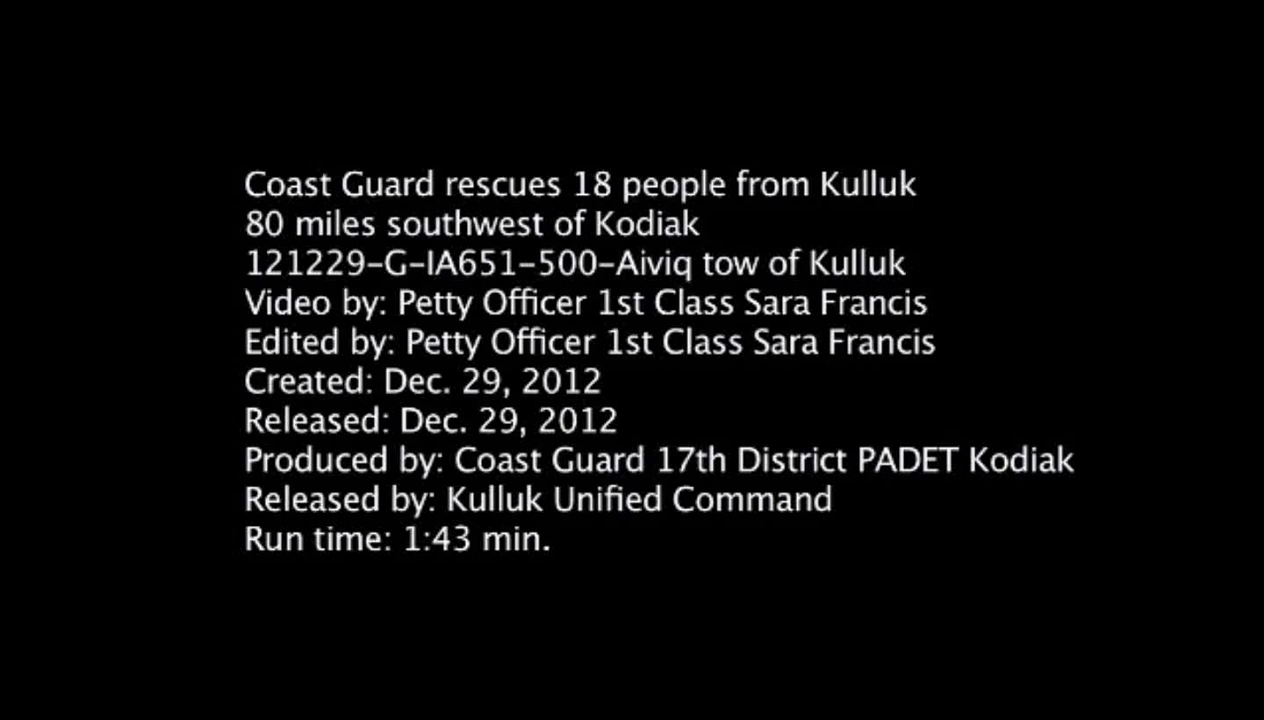 Coast Guard rescues 18 people from Kulluk
80 miles southwest of Kodiak
121229-G-IA651-500-Aiviq tow of Kulluk
Video by: Petty Officer 1st Class Sara Francis
Edited by: Petty Officer 1st Class Sara Francis
Created: Dec. 29, 2012
Released: Dec. 29, 2012
Produced by: Coast Guard 17th District PADET Kodiak
Released by: Kulluk Unified Command
Run time: 1:43 min.